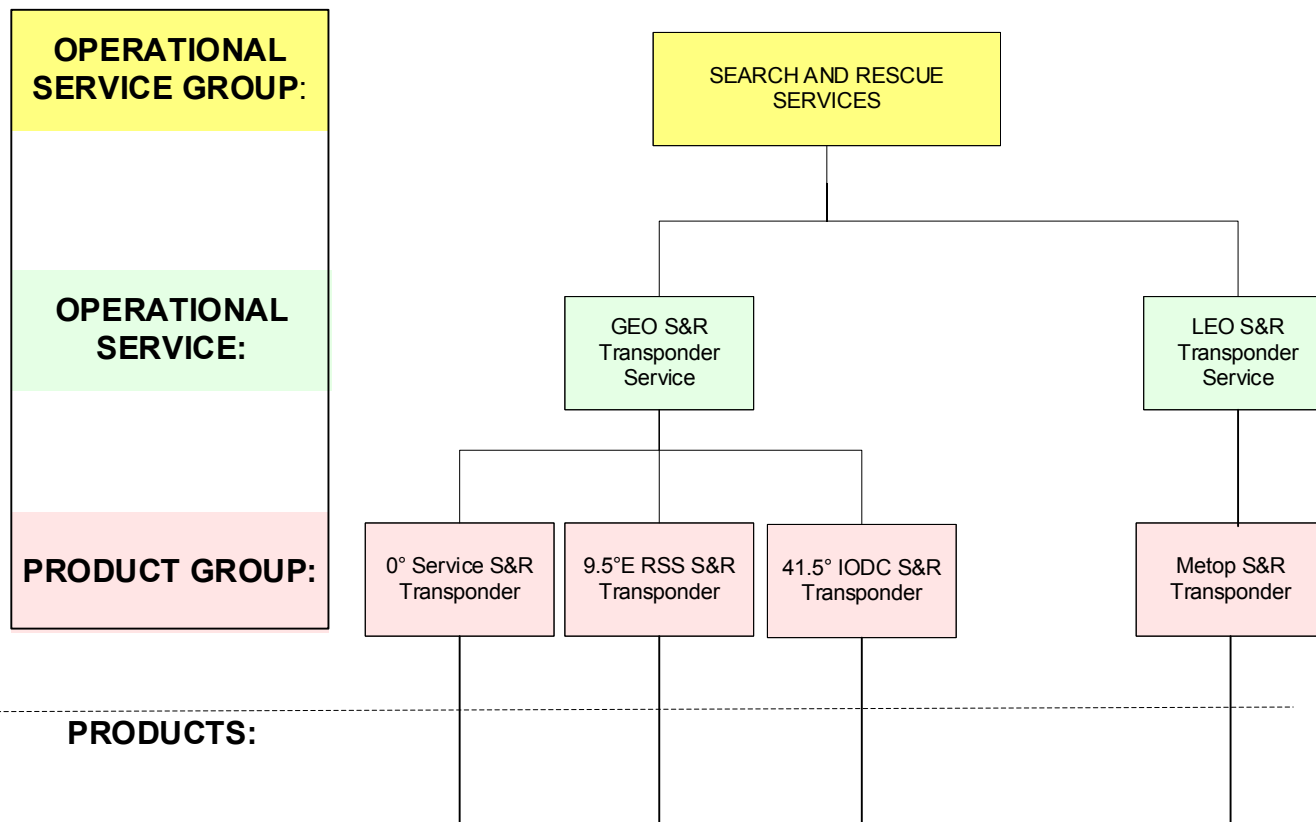 OPERATIONAL
SERVICE GROUP:
SEARCH AND RESCUE
SERVICES
OPERATIONAL
SERVICE:
GEO S&R
Transponder
Service
LEO S&R
Transponder
Service
PRODUCT GROUP:
0° Service S&R
Transponder
9.5°E RSS S&R
Transponder
41.5° IODC S&R
Transponder
Metop S&R
Transponder
PRODUCTS: